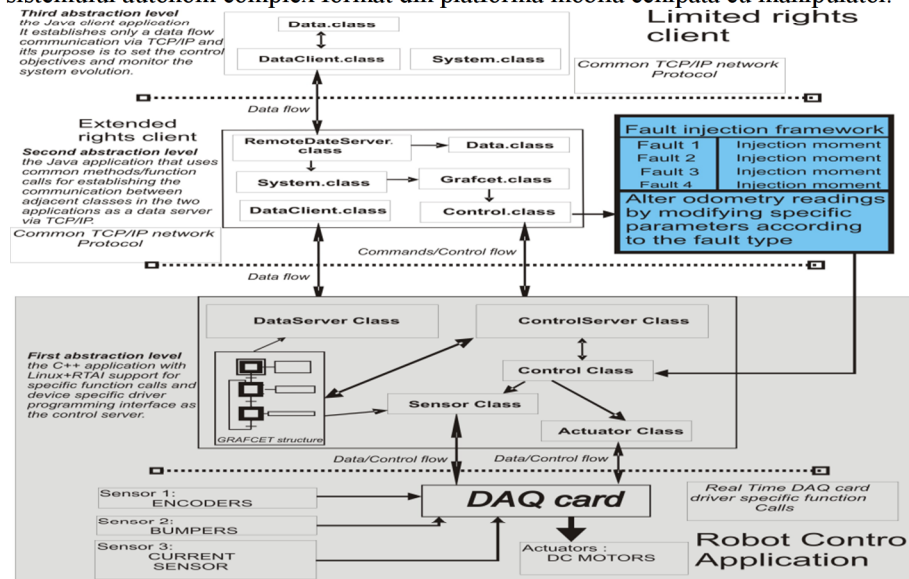 sistemului autonom complex format din platforma mobila echipata cu manipulator.
Third abstraction level
the Java client application
It establishes only a data flow
communication via TCP/IP and
it!s purpose is to set the control
objectives and monitor the
system evolution.
Data.class
DataClient.class
System.class
Limited rights
client
Common TCP/IP network
Protocol
Data flow
Extended
rights client
Second abstraction level
the Java application that uses
common methods/function
calls for establishing the
communication between
adjacent classes in the two
applications as a data server
via TCP/IP.
Common TCP/IP network
Protocol
RemoteDateServer.
class
Data.class
System.class
Grafcet.class
DataClient.class
Control.class
Fault injection framework
Fault 1 Injection moment
Fault 2 Injection moment
Fault 3 Injection moment
Fault 4 Injection moment
Alter odometry readings
by modifying specific
parameters according
to the fault type
Commands/Control flow
Data flow
DataServer Class
ControlServer Class
First abstraction level
the C++ application with
Linux+RTAI support for
specific function calls and
device specific driver
programming interface as
the control server.
Control Class
Sensor Class
Actuator Class
GRAFCET structure
Data/Control flow
Data/Control flow
Sensor 1:
ENCODERS
Sensor 2:
BUMPERS
Sensor 3:
CURRENT
SENSOR
DAQ card
Actuators :
DC MOTORS
Real Time DAQ card
driver specific function
Calls
Robot Contro
Application